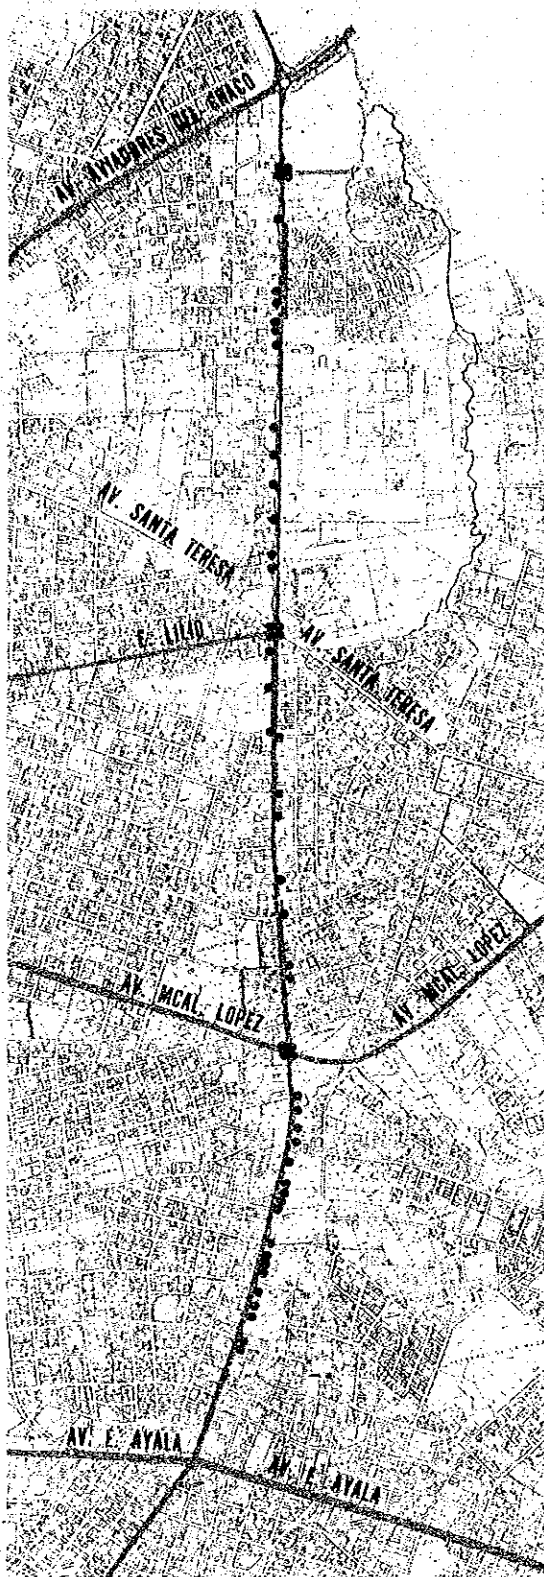 AV. AVIADORES DEL CHACO
AV. SANTA TERESA
E. LILLO
AV. SANTA TERESA
AV. MCAL. LOPEZ
AV. MCAL. LOPEZ
AV. E. AYALA
AV. E. AYALA